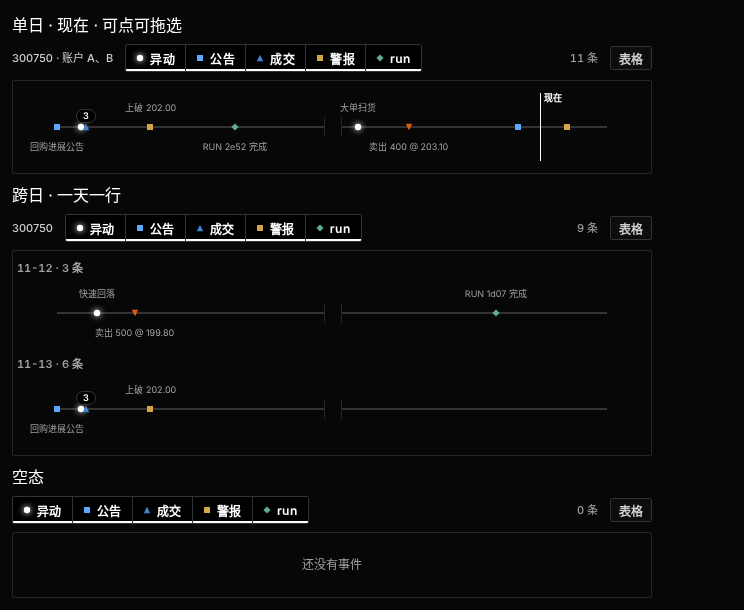 单日 · 现在 · 可点可拖选
300750 · 账户 A、B 异动 公告 成交 警报 run 11 条 表格
现在
3 上破 202.00 大单扫货
回购进展公告 RUN 2e52 完成 卖出 400 @ 203.10
跨日 · 一天一行
300750 异动 公告 成交 警报 run 9 条 表格
11-12 · 3 条
快速回落 RUN 1d07 完成
卖出 500 @ 199.80
11-13 · 6 条
3 上破 202.00
回购进展公告
空态
异动 公告 成交 警报 run 0 条 表格
还没有事件